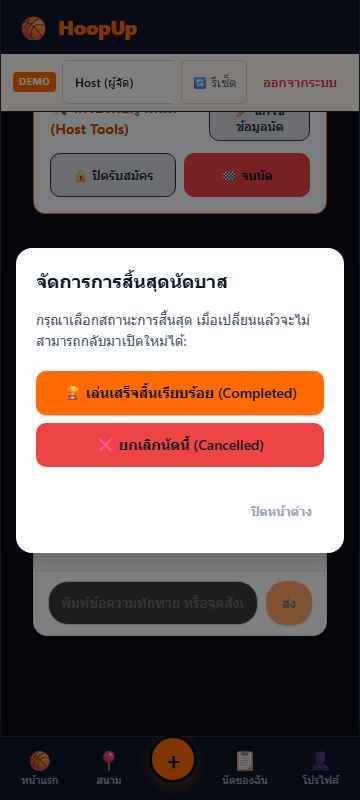 HoopUp
DEMO
Host (ผู้จัด)
รีเซ็ต
ออกจากระบบ
(Host Tools)
ข้อมูลนัด
ปิดรับสมัคร
จบนัด
จัดการการสิ้นสุดนัดบาส
กรุณาเลือกสถานะการสิ้นสุด เมื่อเปลี่ยนแล้วจะไม่
สามารถกลับมาเปิดใหม่ได้:
เล่นเสร็จสิ้นเรียบร้อย (Completed)
ยกเลิกนัดนี้ (Cancelled)
ปิดหน้าต่าง
พิมพ์ข้อความทักทาย หรือจุดสังเ
ส่ง
+
หน้าแรก
สนาม
นัดของฉัน
โปรไฟล์